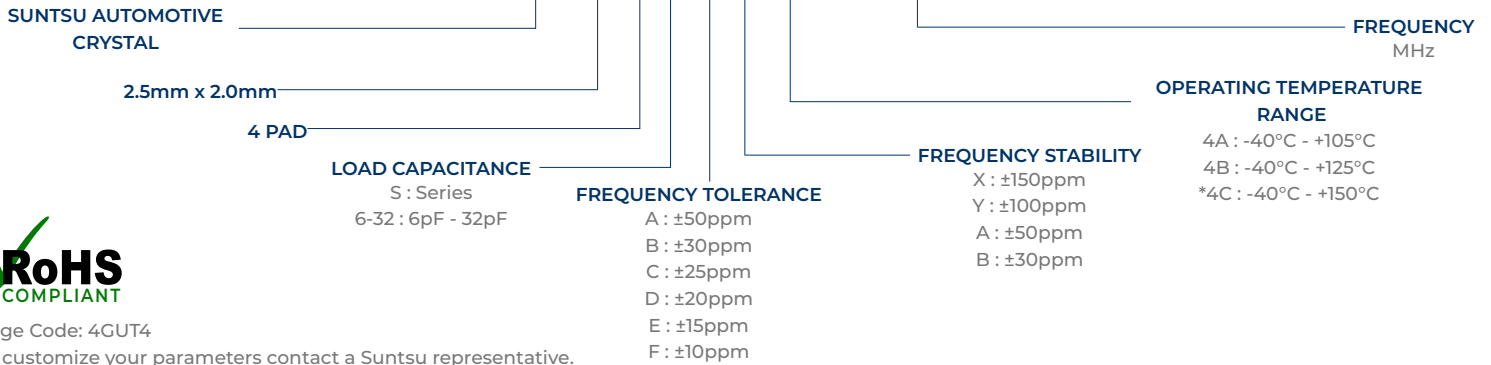 SUNTSU AUTOMOTIVE
CRYSTAL
2.5mm x 2.0mm
4 PAD
LOAD CAPACITANCE
S : Series
6-32 : 6pF - 32pF
FREQUENCY TOLERANCE
A : ±50ppm
B : ±30ppm
C : ±25ppm
D : ±20ppm
E : ±15ppm
F : ±10ppm
FREQUENCY STABILITY
X : ±150ppm
Y : ±100ppm
A : ±50ppm
B : ±30ppm
OPERATING TEMPERATURE
RANGE
4A : -40°C - +105°C
4B : -40°C - +125°C
*4C : -40°C - +150°C
FREQUENCY
MHz
RoHS
COMPLIANT
ge Code: 4GUT4
customize your parameters contact a Suntsu representative.